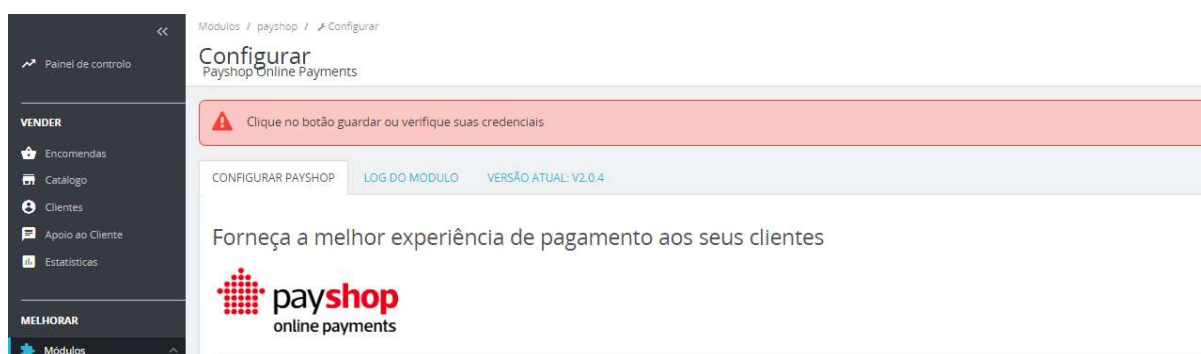 Módulos / payshop / Configurar
Configurar
Payshop Online Payments
Painel de controlo
Clique no botão guardar ou verifique suas credenciais
VENDER
Encomendas
Catálogo
Clientes
Apoio ao Cliente
Estatísticas
MELHORAR
Módulos
CONFIGURAR PAYSHOP
LOG DO MÓDULO
VERSÃO ATUAL: V2.0.4
Forneça a melhor experiência de pagamento aos seus clientes
payshop
online payments